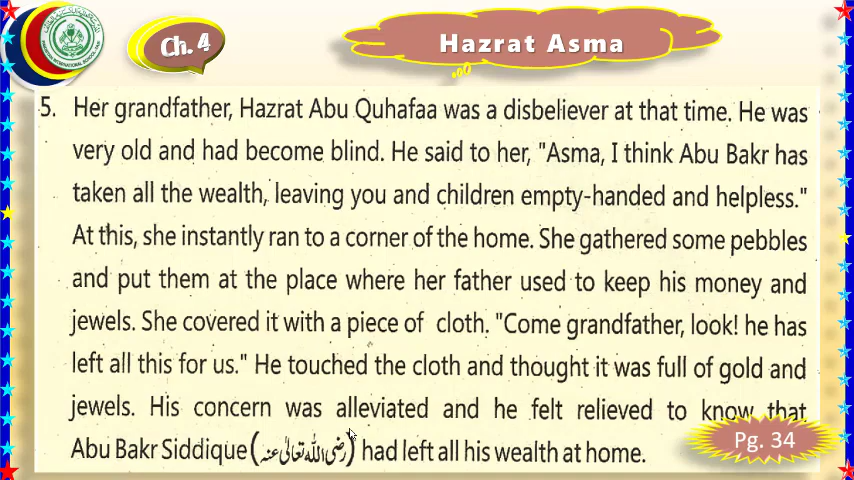 Ch. 4
Hazrat Asma
5. Her grandfather, Hazrat Abu Quhafaa was a disbeliever at that time. He was
very old and had become blind. He said to her, "Asma, I think Abu Bakr has
taken all the wealth, leaving you and children empty-handed and helpless."
At this, she instantly ran to a corner of the home. She gathered some pebbles
and put them at the place where her father used to keep his money and
jewels. She covered it with a piece of cloth. "Come grandfather, look! he has
left all this for us." He touched the cloth and thought it was full of gold and
jewels. His concern was alleviated and he felt relieved to know that
Abu Bakr Siddique (رضی اللہ تعالیٰ عنہ) had left all his wealth at home.
Pg. 34